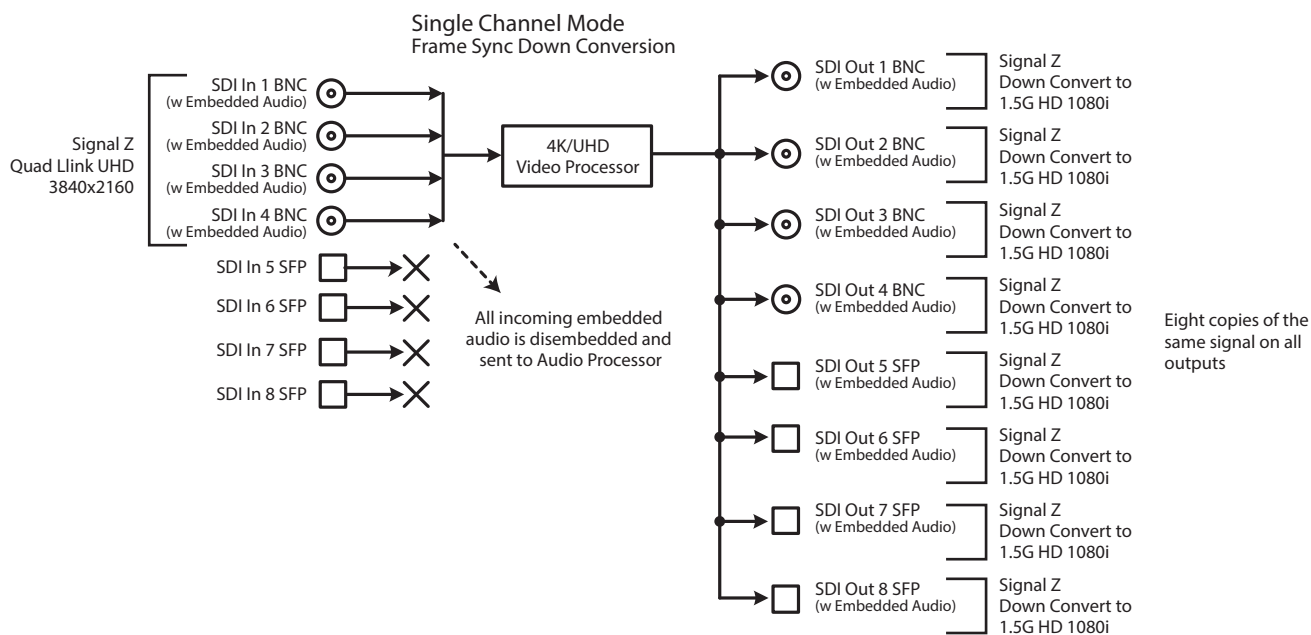 Single Channel Mode
Frame Sync Down Conversion
Signal Z
Quad Llink UHD
3840x2160
SDI In 1 BNC
(w Embedded Audio)
SDI In 2 BNC
(w Embedded Audio)
SDI In 3 BNC
(w Embedded Audio)
SDI In 4 BNC
(w Embedded Audio)
SDI In 5 SFP
SDI In 6 SFP
SDI In 7 SFP
SDI In 8 SFP
All incoming embedded
audio is disembedded and
sent to Audio Processor
4K/UHD
Video Processor
SDI Out 1 BNC
(w Embedded Audio)
Signal Z
Down Convert to
1.5G HD 1080i
SDI Out 2 BNC
(w Embedded Audio)
Signal Z
Down Convert to
1.5G HD 1080i
SDI Out 3 BNC
(w Embedded Audio)
Signal Z
Down Convert to
1.5G HD 1080i
SDI Out 4 BNC
(w Embedded Audio)
Signal Z
Down Convert to
1.5G HD 1080i
SDI Out 5 SFP
(w Embedded Audio)
Signal Z
Down Convert to
1.5G HD 1080i
SDI Out 6 SFP
(w Embedded Audio)
Signal Z
Down Convert to
1.5G HD 1080i
SDI Out 7 SFP
(w Embedded Audio)
Signal Z
Down Convert to
1.5G HD 1080i
SDI Out 8 SFP
(w Embedded Audio)
Signal Z
Down Convert to
1.5G HD 1080i
Eight copies of the
same signal on all
outputs